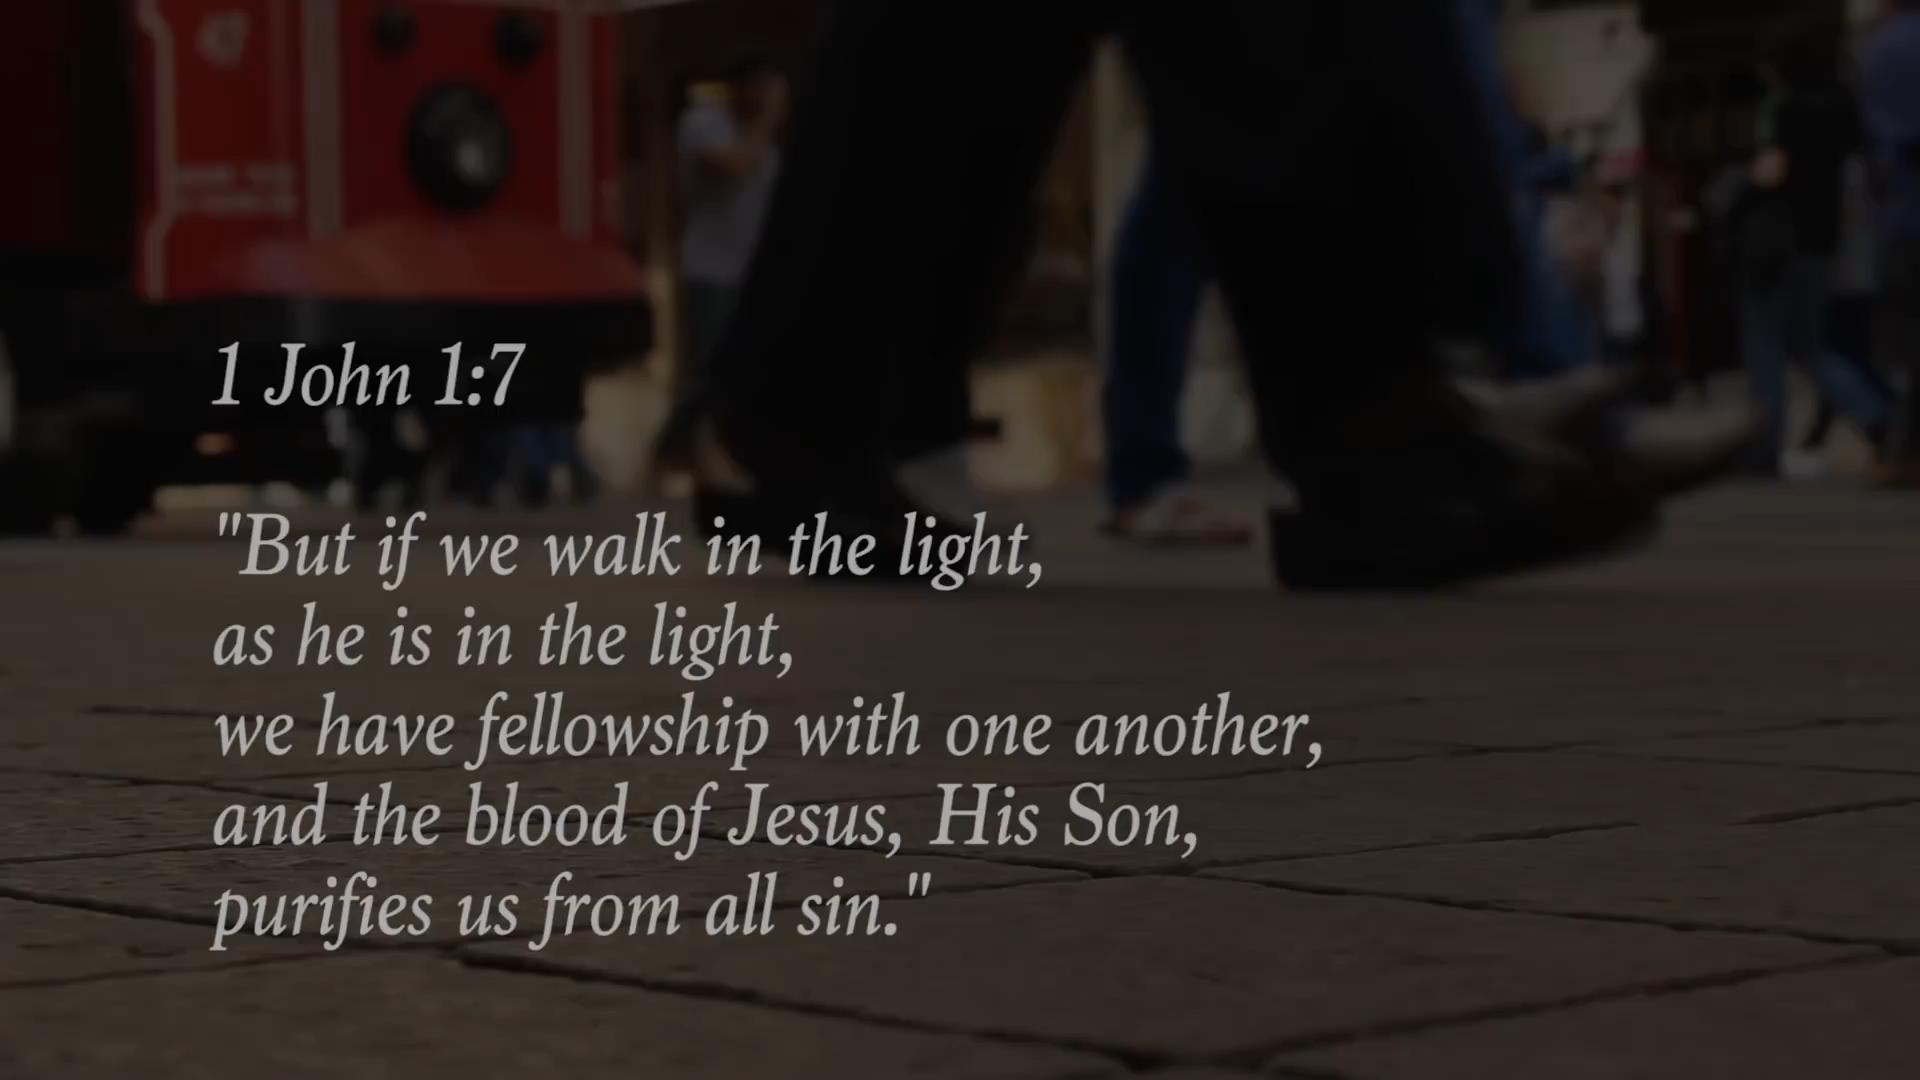 47
1 John 1:7
"But if we walk in the light,
as he is in the light,
we have fellowship with one another,
and the blood of Jesus, His Son,
purifies us from all sin."